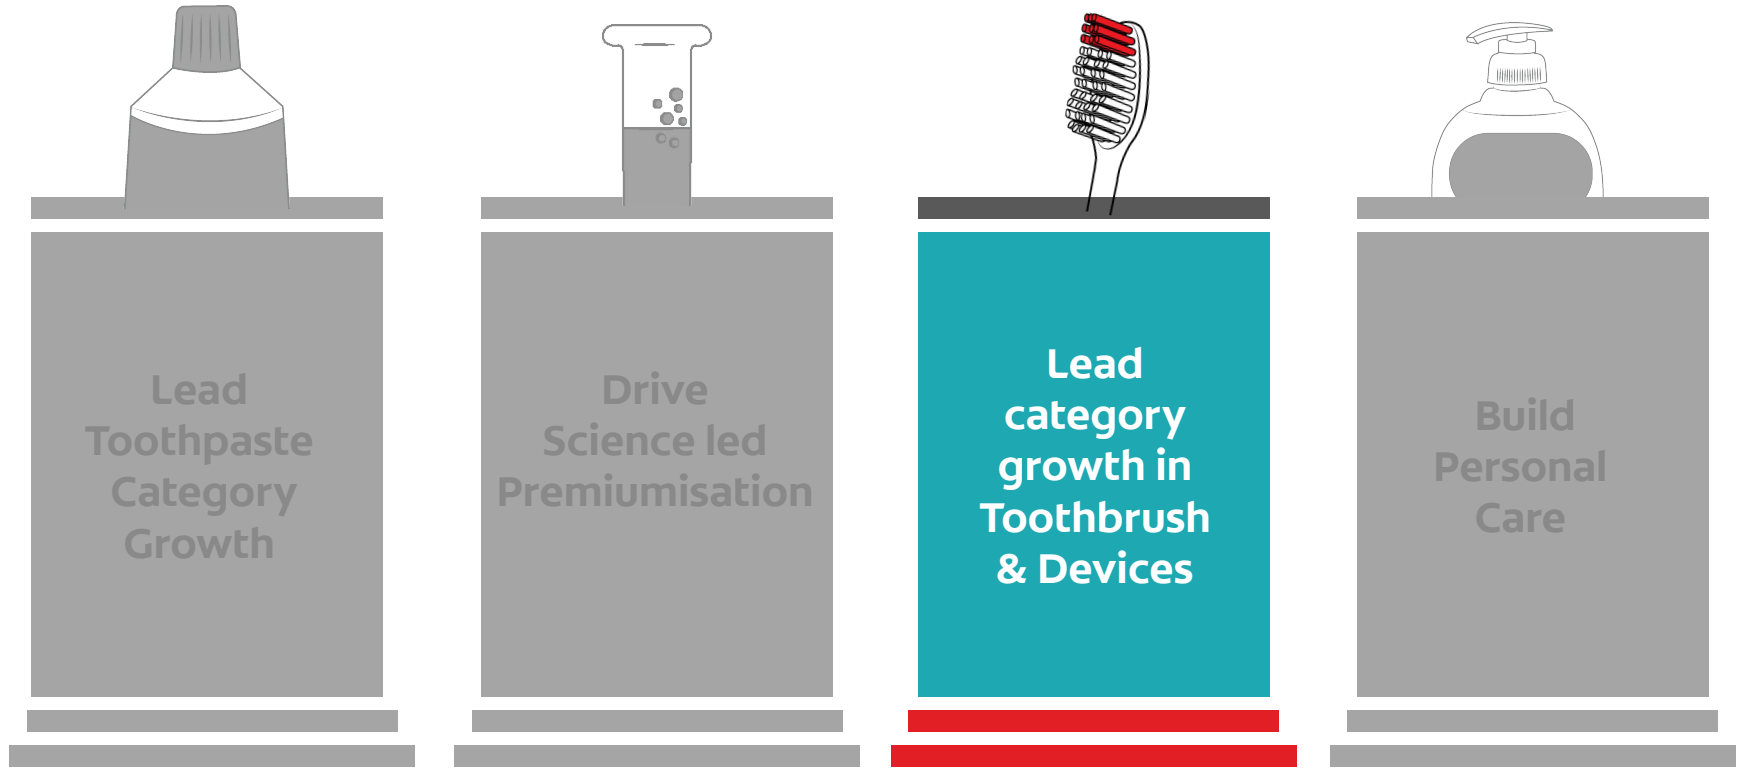 Lead
Toothpaste
Category
Growth
Drive
Science led
Premiumisation
Lead
category
growth in
Toothbrush
& Devices
Build
Personal
Care